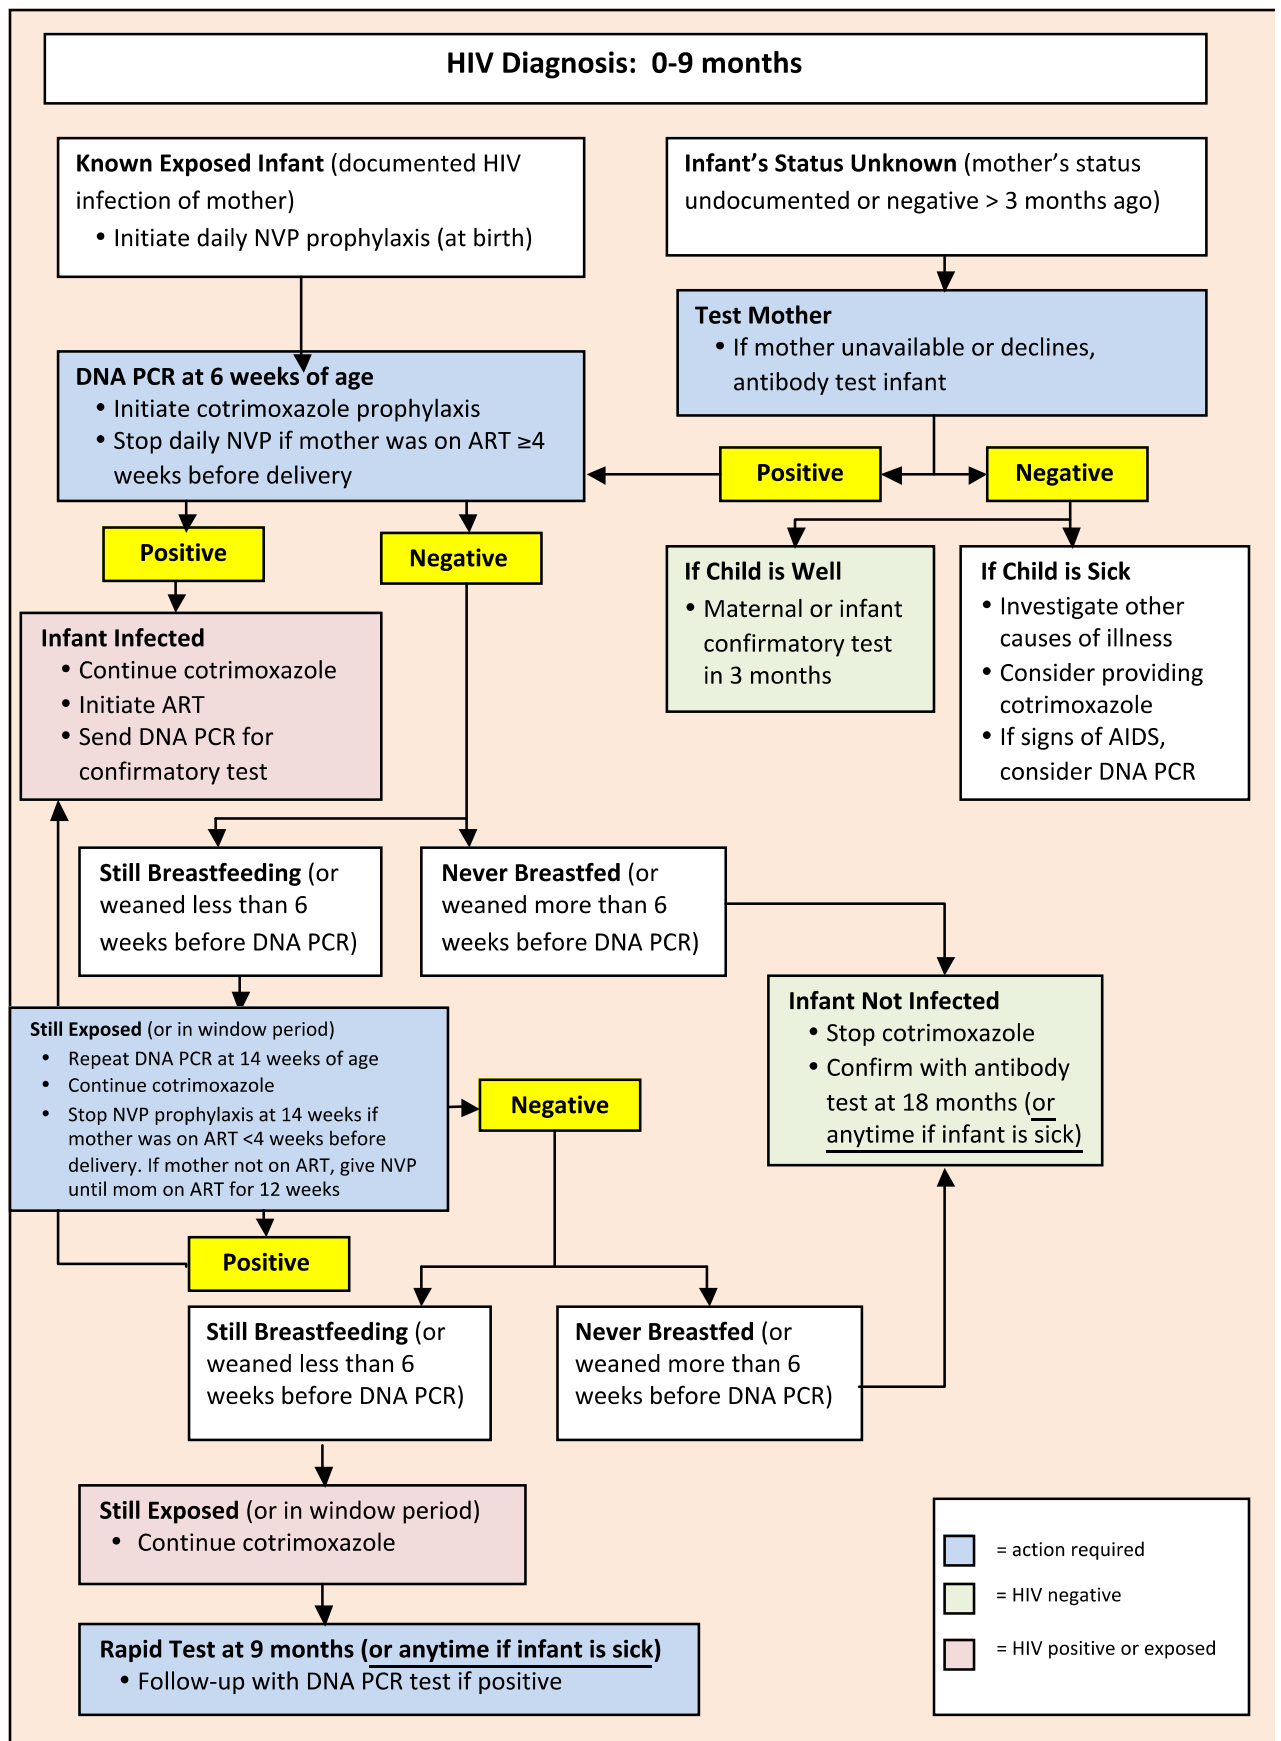 HIV Diagnosis:  0-9 months
Known Exposed Infant (documented HIV
infection of mother)
• Initiate daily NVP prophylaxis (at birth)
Infant’s Status Unknown (mother’s status
undocumented or negative > 3 months ago)
Test Mother
• If mother unavailable or declines,
antibody test infant
DNA PCR at 6 weeks of age
• Initiate cotrimoxazole prophylaxis
• Stop daily NVP if mother was on ART ≥4
weeks before delivery
Positive
Negative
Positive
Negative
If Child is Well
• Maternal or infant
confirmatory test
in 3 months
If Child is Sick
• Investigate other
causes of illness
• Consider providing
cotrimoxazole
• If signs of AIDS,
consider DNA PCR
Infant Infected
• Continue cotrimoxazole
• Initiate ART
• Send DNA PCR for
confirmatory test
Still Breastfeeding (or
weaned less than 6
weeks before DNA PCR)
Never Breastfed (or
weaned more than 6
weeks before DNA PCR)
Infant Not Infected
• Stop cotrimoxazole
• Confirm with antibody
test at 18 months (or
anytime if infant is sick)
Still Exposed (or in window period)
• Repeat DNA PCR at 14 weeks of age
• Continue cotrimoxazole
• Stop NVP prophylaxis at 14 weeks if
mother was on ART <4 weeks before
delivery. If mother not on ART, give NVP
until mom on ART for 12 weeks
Negative
Positive
Still Breastfeeding (or
weaned less than 6
weeks before DNA PCR)
Never Breastfed (or
weaned more than 6
weeks before DNA PCR)
Still Exposed (or in window period)
• Continue cotrimoxazole
Rapid Test at 9 months (or anytime if infant is sick)
• Follow-up with DNA PCR test if positive
= action required
= HIV negative
= HIV positive or exposed